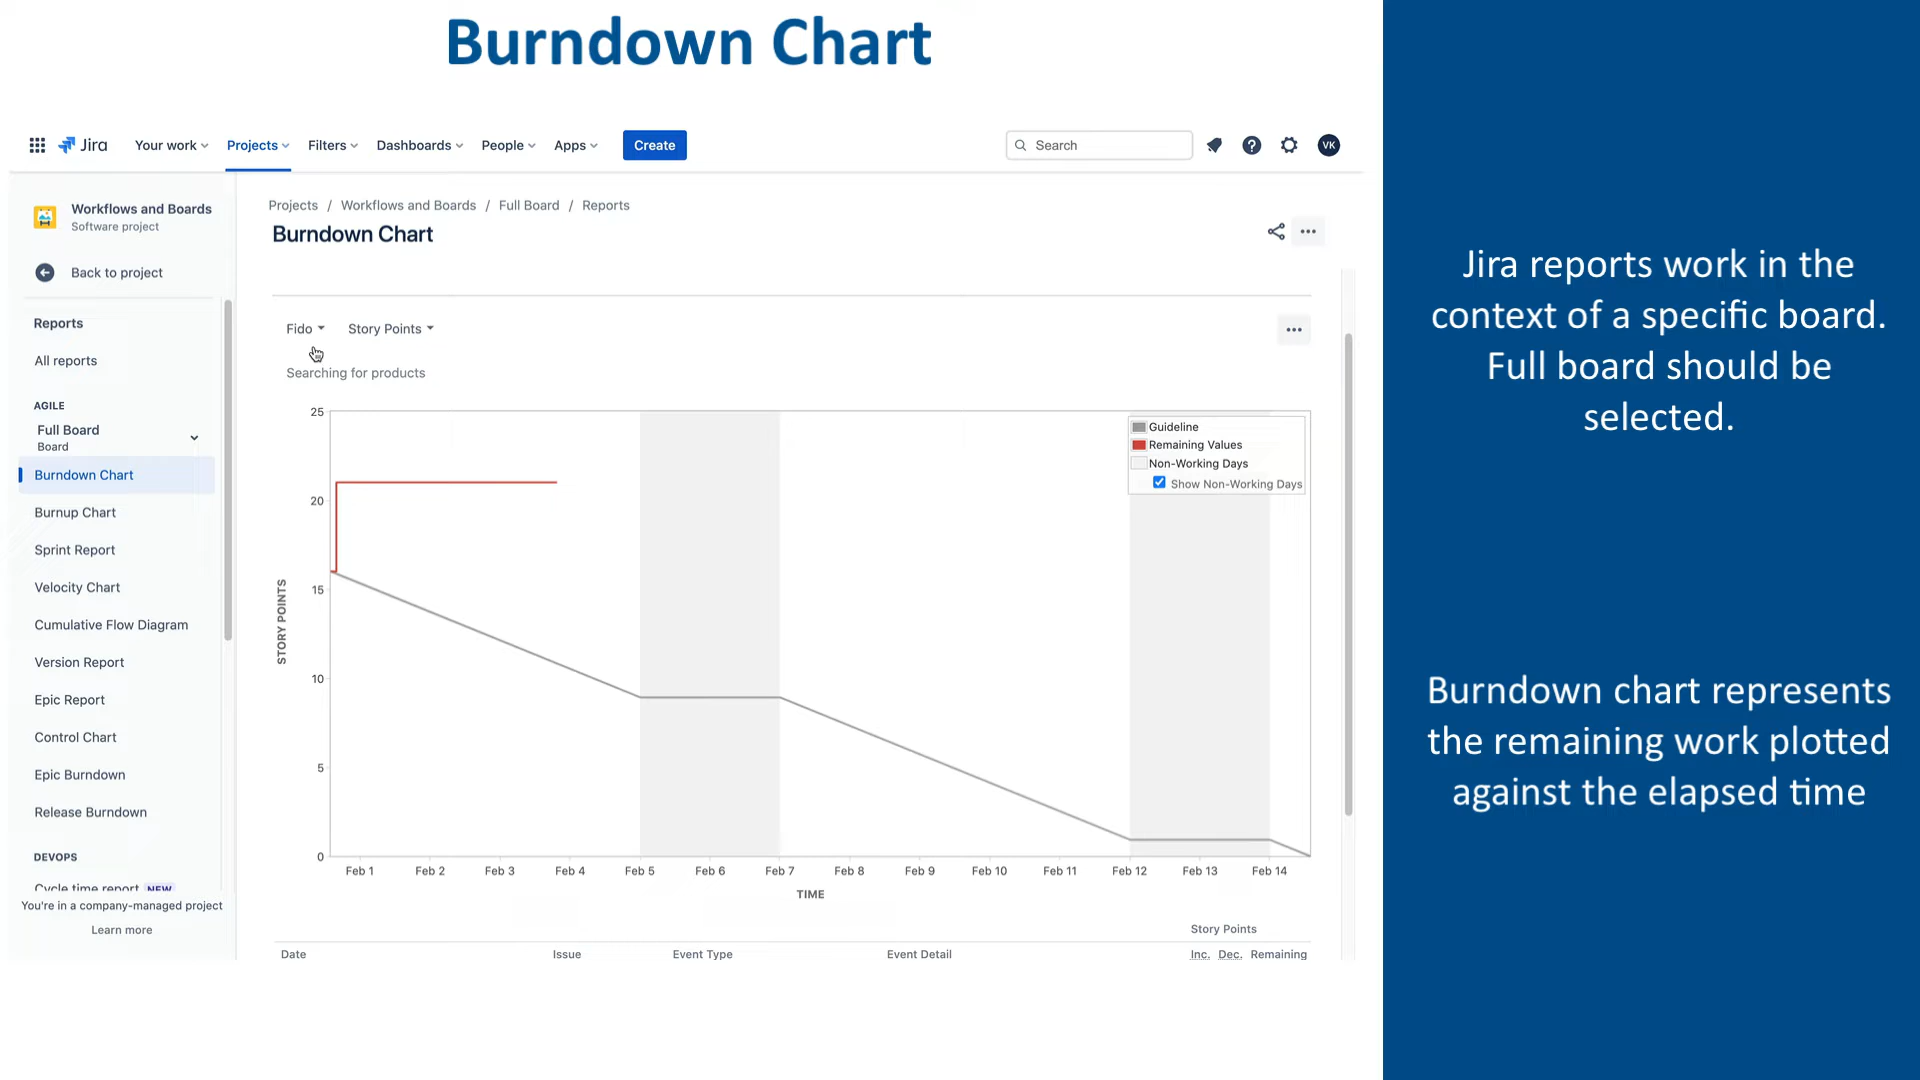 Burndown Chart
Jira Your work Projects Filters Dashboards People Apps Create Search VK
Workflows and Boards
Software project
Back to project
Reports
All reports
AGILE
Full Board
Board
Burndown Chart
Burnup Chart
Sprint Report
Velocity Chart
Cumulative Flow Diagram
Version Report
Epic Report
Control Chart
Epic Burndown
Release Burndown
DEVOPS
Cycle time report NEW
You're in a company-managed project
Learn more
Projects / Workflows and Boards / Full Board / Reports
Burndown Chart
Fido Story Points
Searching for products
Guideline
Remaining Values
Non-Working Days
Show Non-Working Days
STORY POINTS
25
20
15
10
5
0
Feb 1 Feb 2 Feb 3 Feb 4 Feb 5 Feb 6 Feb 7 Feb 8 Feb 9 Feb 10 Feb 11 Feb 12 Feb 13 Feb 14
TIME
Story Points
Date Issue Event Type Event Detail Inc. Dec. Remaining
Jira reports work in the
context of a specific board.
Full board should be
selected.
Burndown chart represents
the remaining work plotted
against the elapsed time